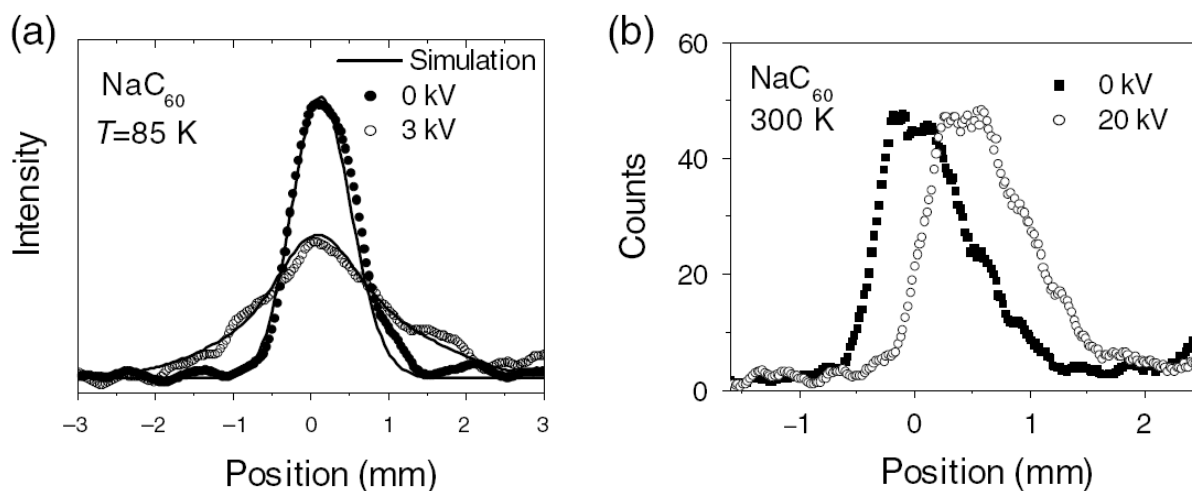 (a)
Simulation
NaC60
0 kV
T=85 K
3 kV
Intensity
−3 −2 −1 0 1 2 3
Position (mm)
(b)
60
NaC60
0 kV
300 K
20 kV
40
Counts
20
0
−1 0 1 2
Position (mm)